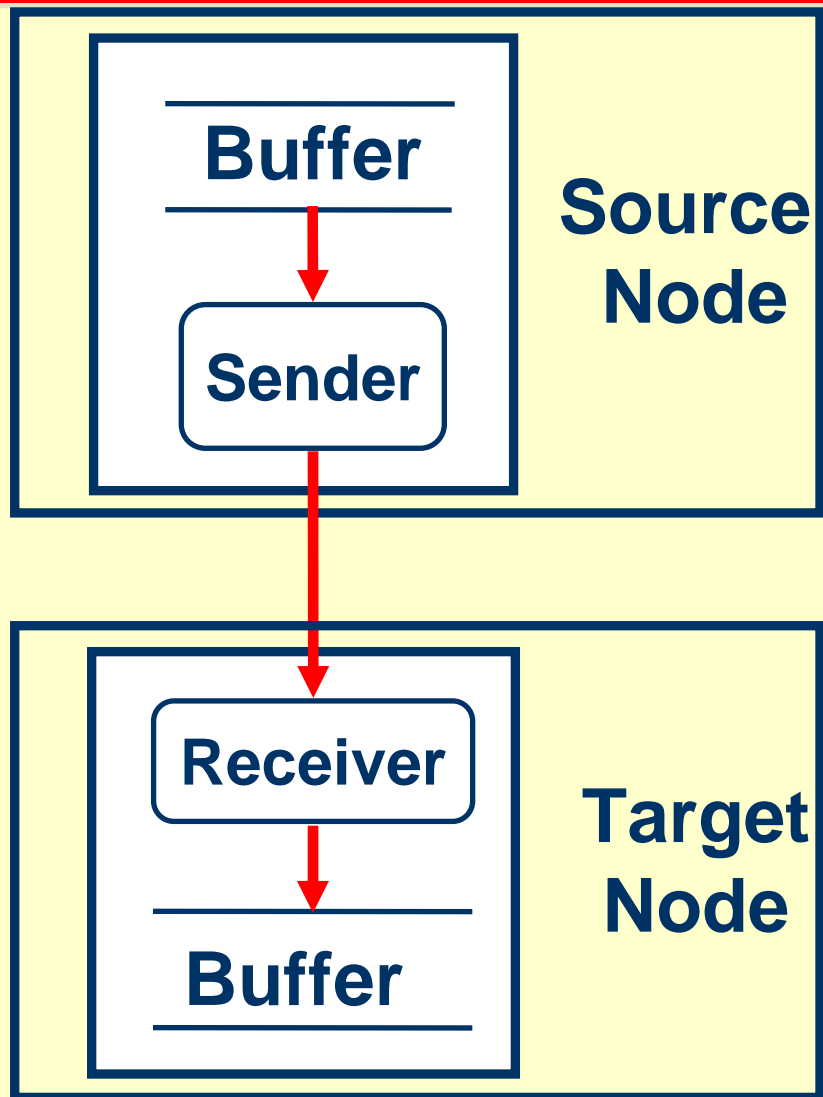 Buffer
Source
Node
Sender
Receiver
Target
Node
Buffer